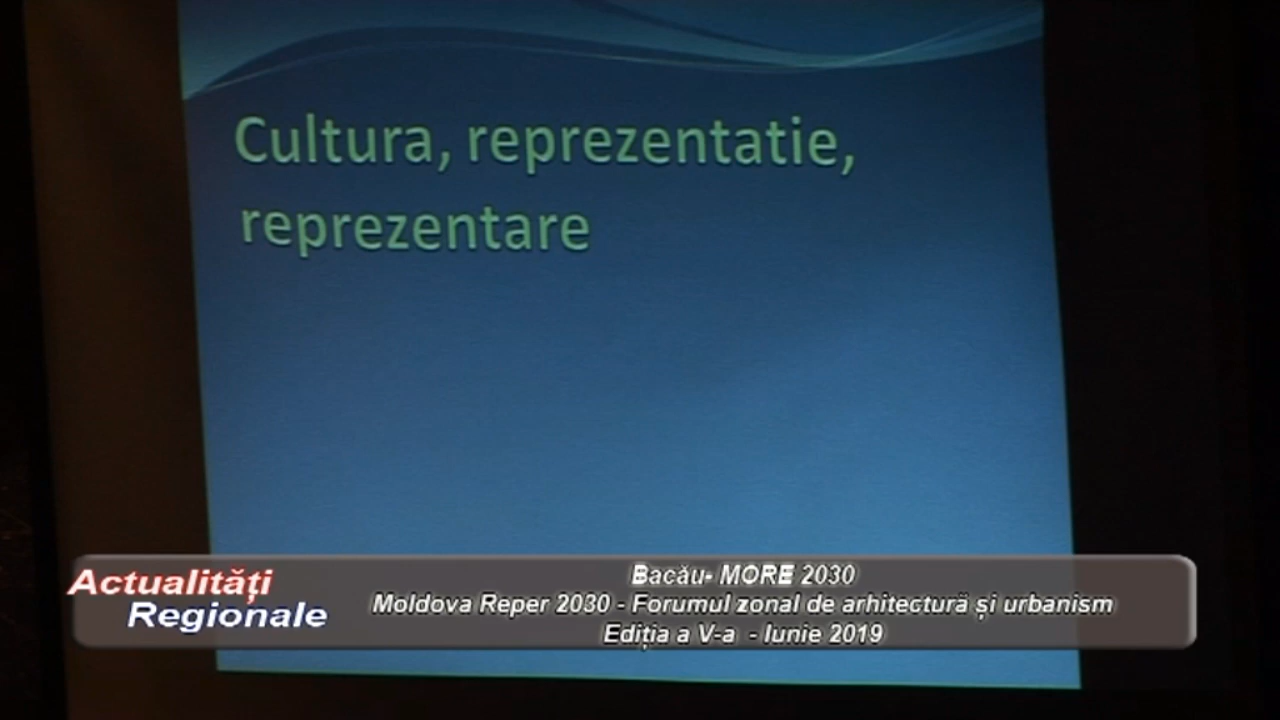 Cultura, reprezentatie,
reprezentare
Actualități
Regionale
Bacău- MORE 2030
Moldova Reper 2030 - Forumul zonal de arhitectură și urbanism
Ediția a V-a - Iunie 2019